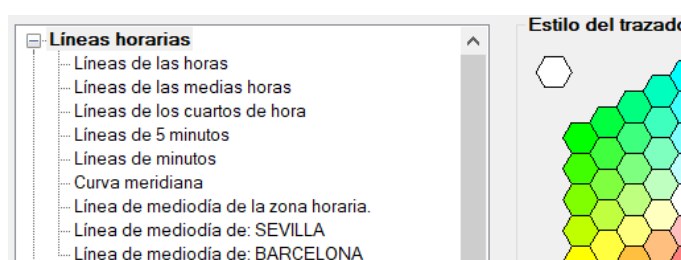 Líneas horarias
Líneas de las horas
Líneas de las medias horas
Líneas de los cuartos de hora
Líneas de 5 minutos
Líneas de minutos
Curva meridiana
Línea de mediodía de la zona horaria.
Línea de mediodía de: SEVILLA
Línea de mediodía de: BARCELONA
Estilo del trazado